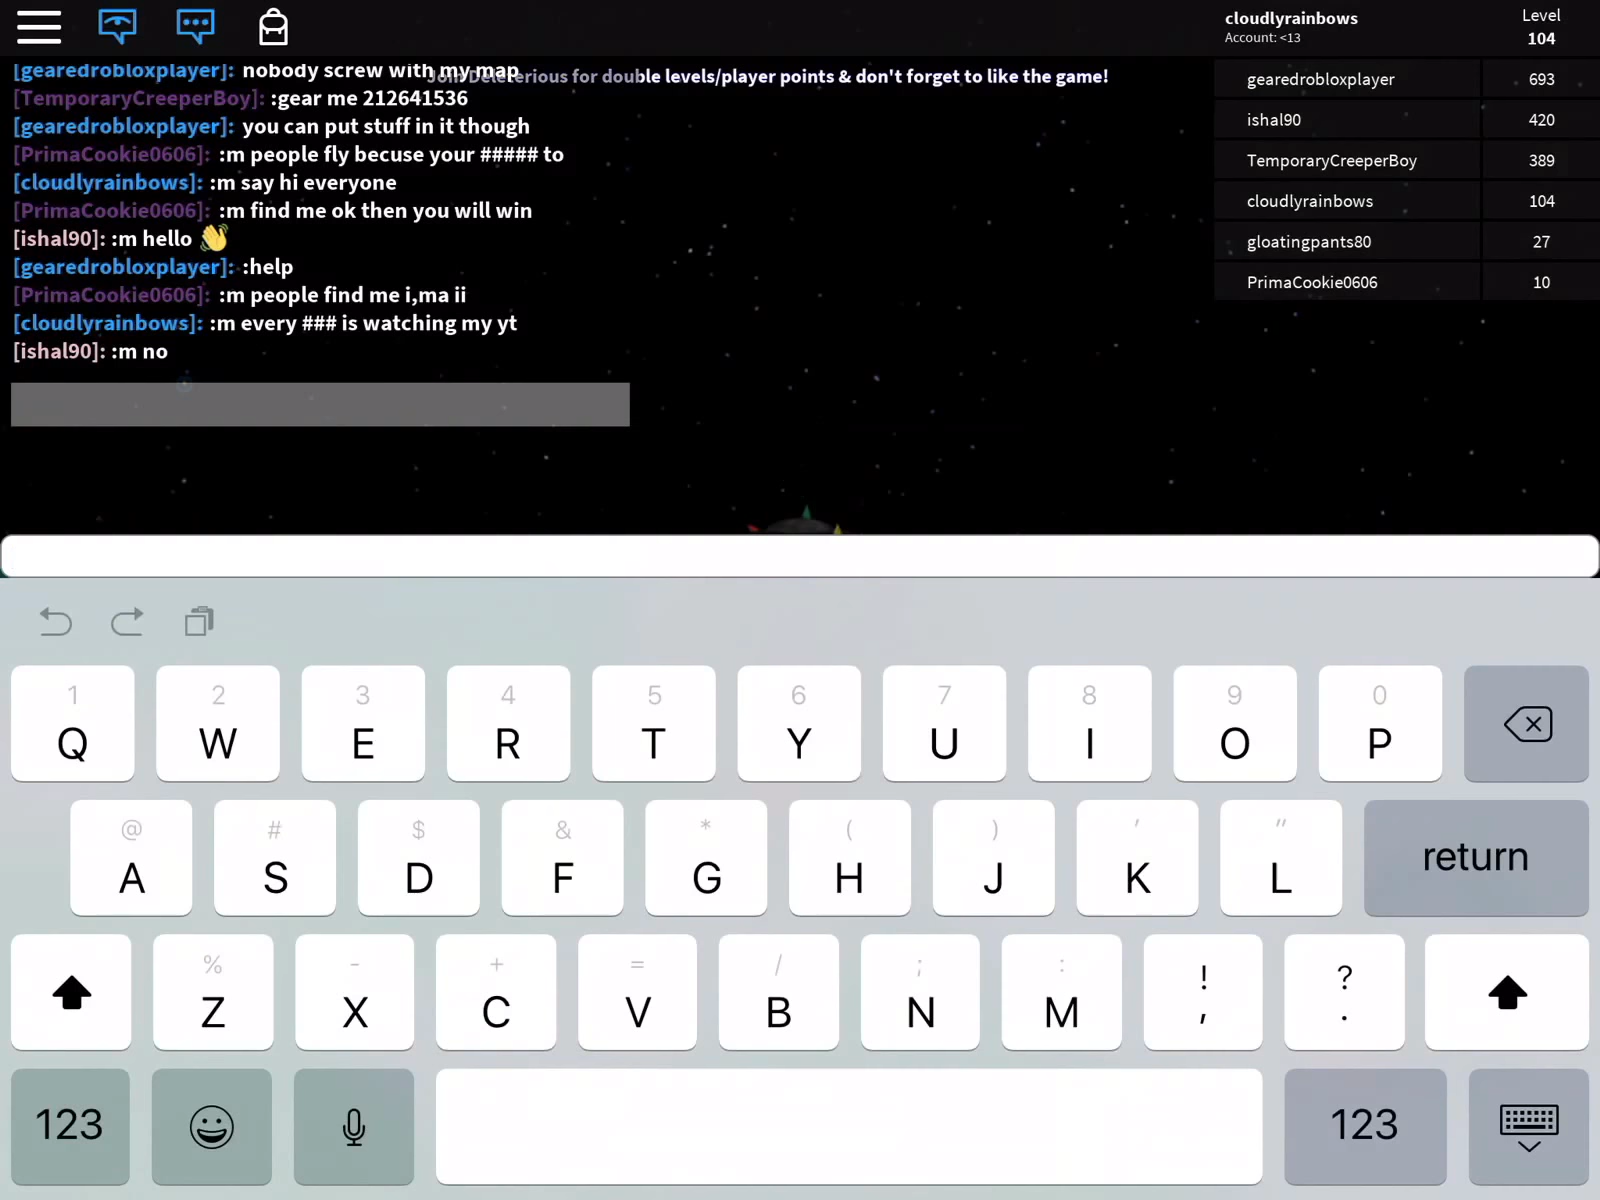 cloudlyrainbows
Account: <13
Level
104
[gearedrobloxplayer]: nobody screw with my map
Join Deleterious for double levels/player points & don't forget to like the game!
[TemporaryCreeperBoy]: :gear me 212641536
[gearedrobloxplayer]: you can put stuff in it though
[PrimaCookie0606]: :m people fly becuse your ##### to
[cloudlyrainbows]: :m say hi everyone
[PrimaCookie0606]: :m find me ok then you will win
[ishal90]: :m hello 👋
[gearedrobloxplayer]: :help
[PrimaCookie0606]: :m people find me i,ma ii
[cloudlyrainbows]: :m every ### is watching my yt
[ishal90]: :m no
gearedrobloxplayer 693
ishal90 420
TemporaryCreeperBoy 389
cloudlyrainbows 104
gloatingpants80 27
PrimaCookie0606 10
1 2 3 4 5 6 7 8 9 0
Q W E R T Y U I O P
@ # $ & * ( ) ' "
A S D F G H J K L return
% - + = / ; : ! ?
Z X C V B N M , .
123 123